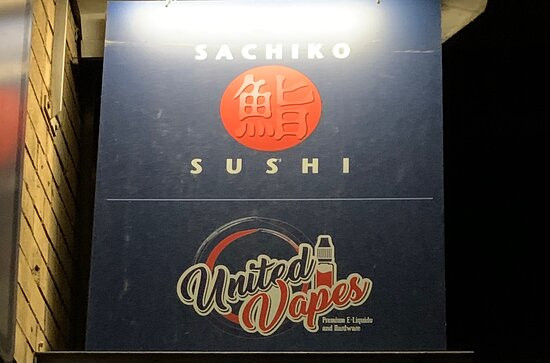 SACHIKO
鮨
SUSHI
United
Vapes
Premium E-Liquids
and Hardware